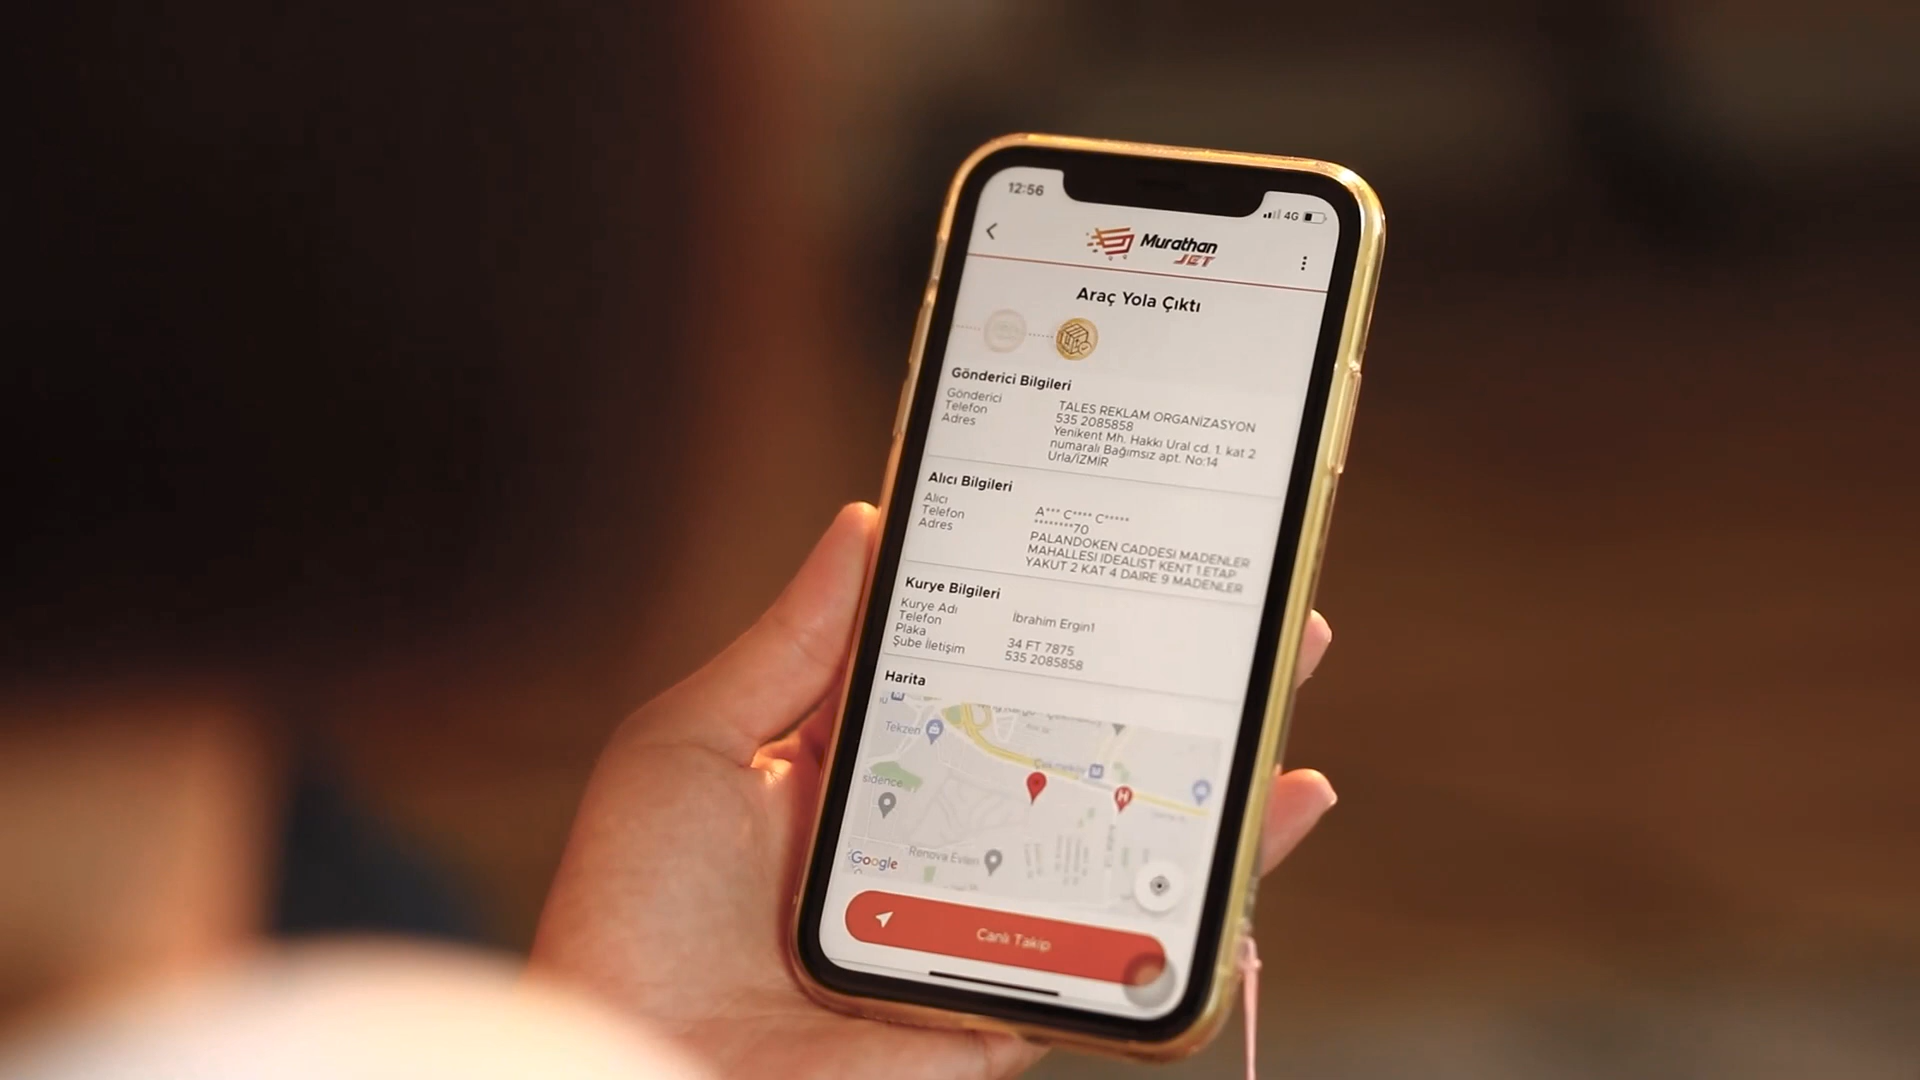 12:56
4G
Murathan
JET
Araç Yola Çıktı
Gönderici Bilgileri
Gönderici TALES REKLAM ORGANİZASYON
Telefon 535 2085858
Adres Yenikent Mh. Hakkı Ural cd. 1. kat 2
numaralı Bağımsız apt. No:14
Urla/İZMİR
Alıcı Bilgileri
Alıcı A*** C**** C*****
Telefon ********70
Adres PALANDOKEN CADDESI MADENLER
MAHALLESI IDEALIST KENT 1.ETAP
YAKUT 2 KAT 4 DAIRE 9 MADENLER
Kurye Bilgileri
Kurye Adı İbrahim Ergin1
Telefon
Plaka 34 FT 7875
Şube İletişim 535 2085858
Harita
Tekzen
Çekmeköy
M
H
sidence
Renova Evleri
Google
Canlı Takip